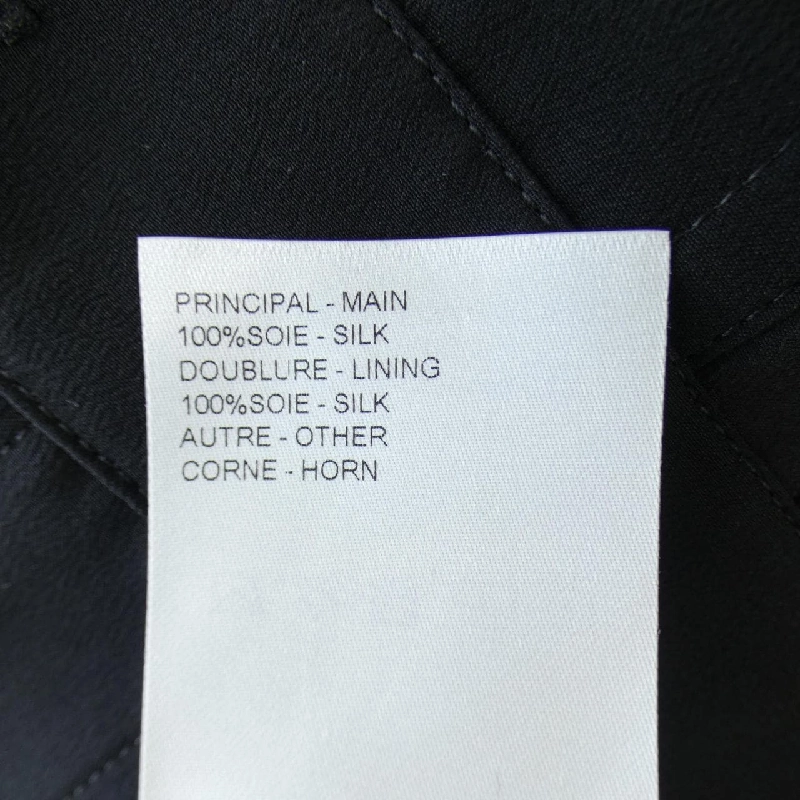 PRINCIPAL - MAIN
100%SOIE - SILK
DOUBLURE - LINING
100%SOIE - SILK
AUTRE - OTHER
CORNE - HORN